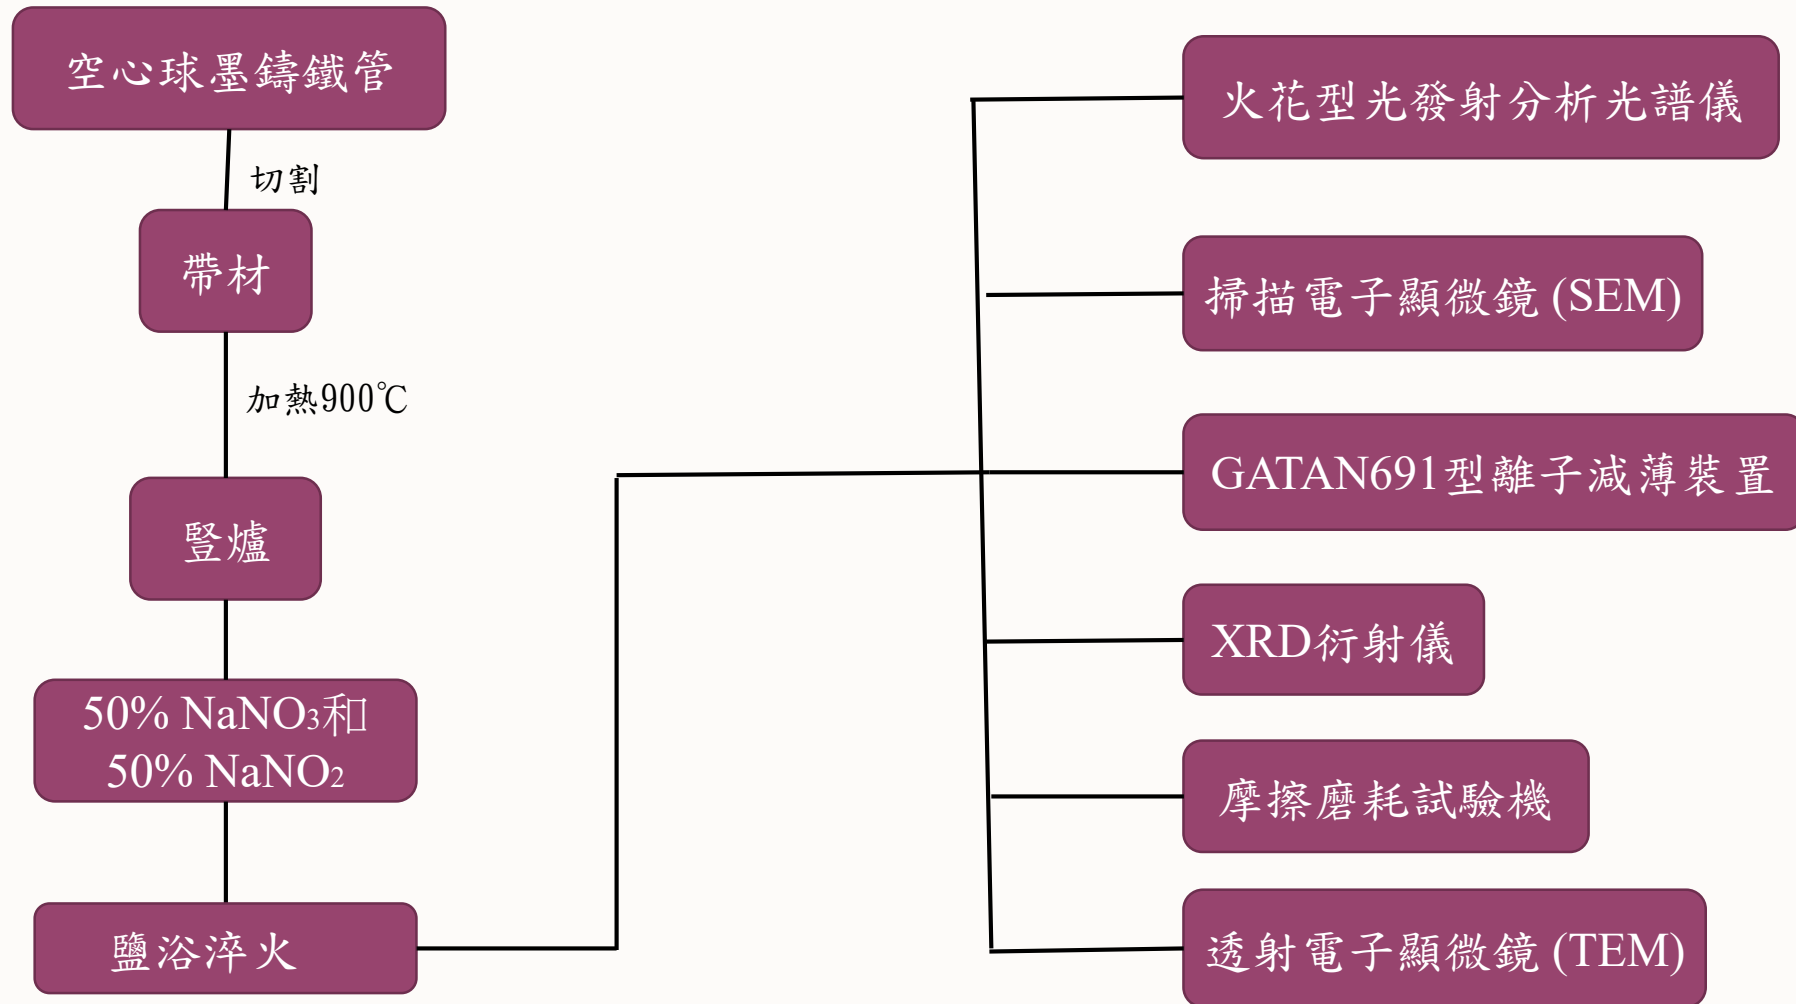 空心球墨鑄鐵管
切割
帶材
加熱900℃
豎爐
50% NaNO₃和
50% NaNO₂
鹽浴淬火
火花型光發射分析光譜儀
掃描電子顯微鏡 (SEM)
GATAN691型離子減薄裝置
XRD衍射儀
摩擦磨耗試驗機
透射電子顯微鏡 (TEM)